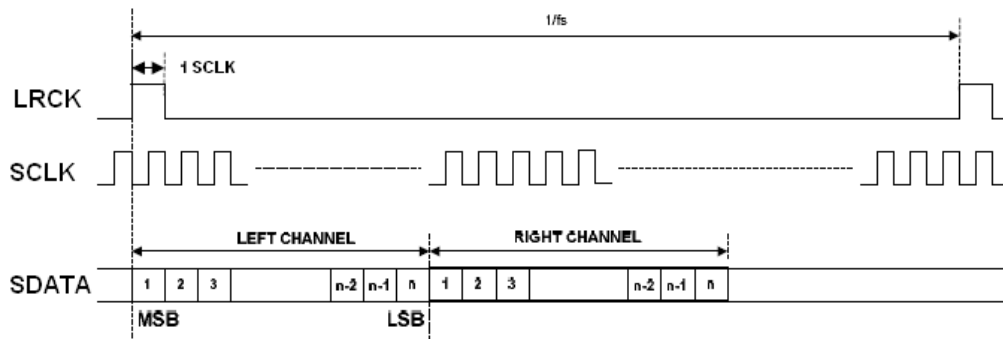 1/fs
1 SCLK
LRCK
SCLK
LEFT CHANNEL RIGHT CHANNEL
SDATA 1 2 3 n-2 n-1 n 1 2 3 n-2 n-1 n
MSB LSB